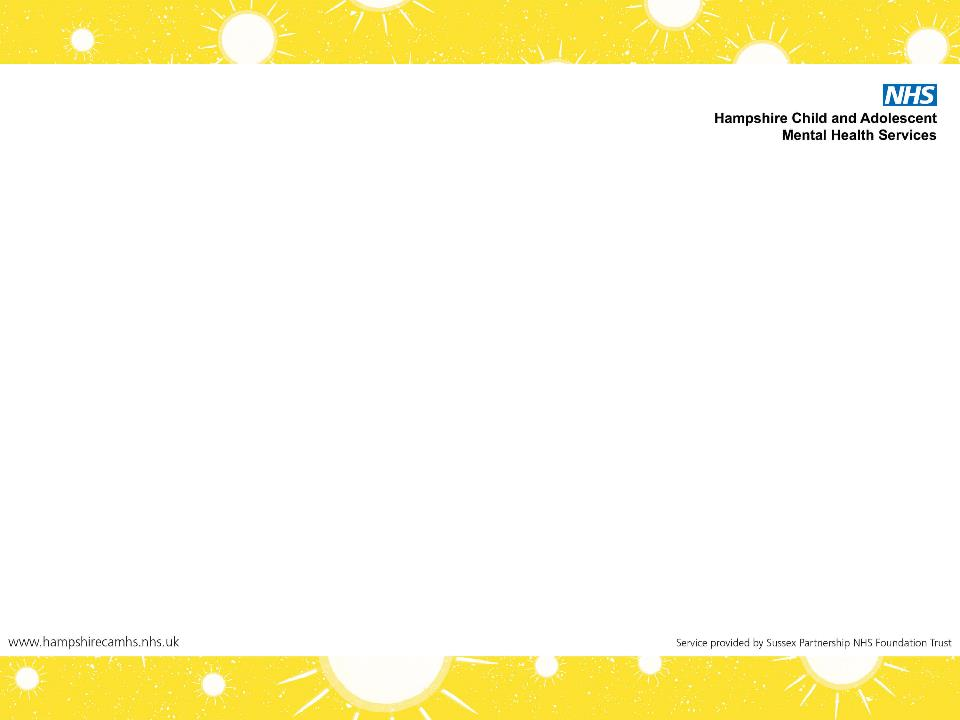 NHS
Hampshire Child and Adolescent
Mental Health Services
www.hampshirecamhs.nhs.uk
Service provided by Sussex Partnership NHS Foundation Trust